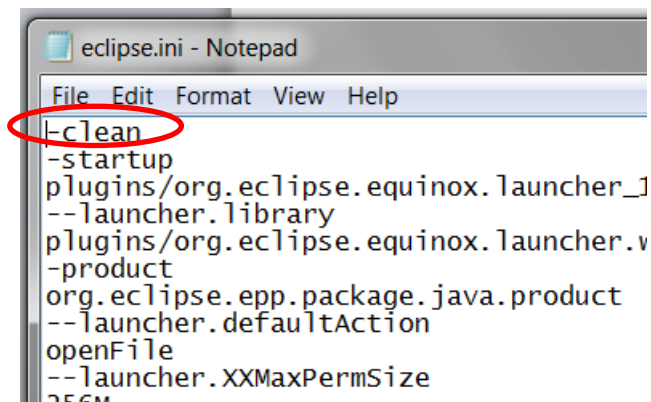 eclipse.ini - Notepad
File Edit Format View Help
-clean
-startup
plugins/org.eclipse.equinox.launcher_1
--launcher.library
plugins/org.eclipse.equinox.launcher.w
-product
org.eclipse.epp.package.java.product
--launcher.defaultAction
openFile
--launcher.XXMaxPermSize
256M